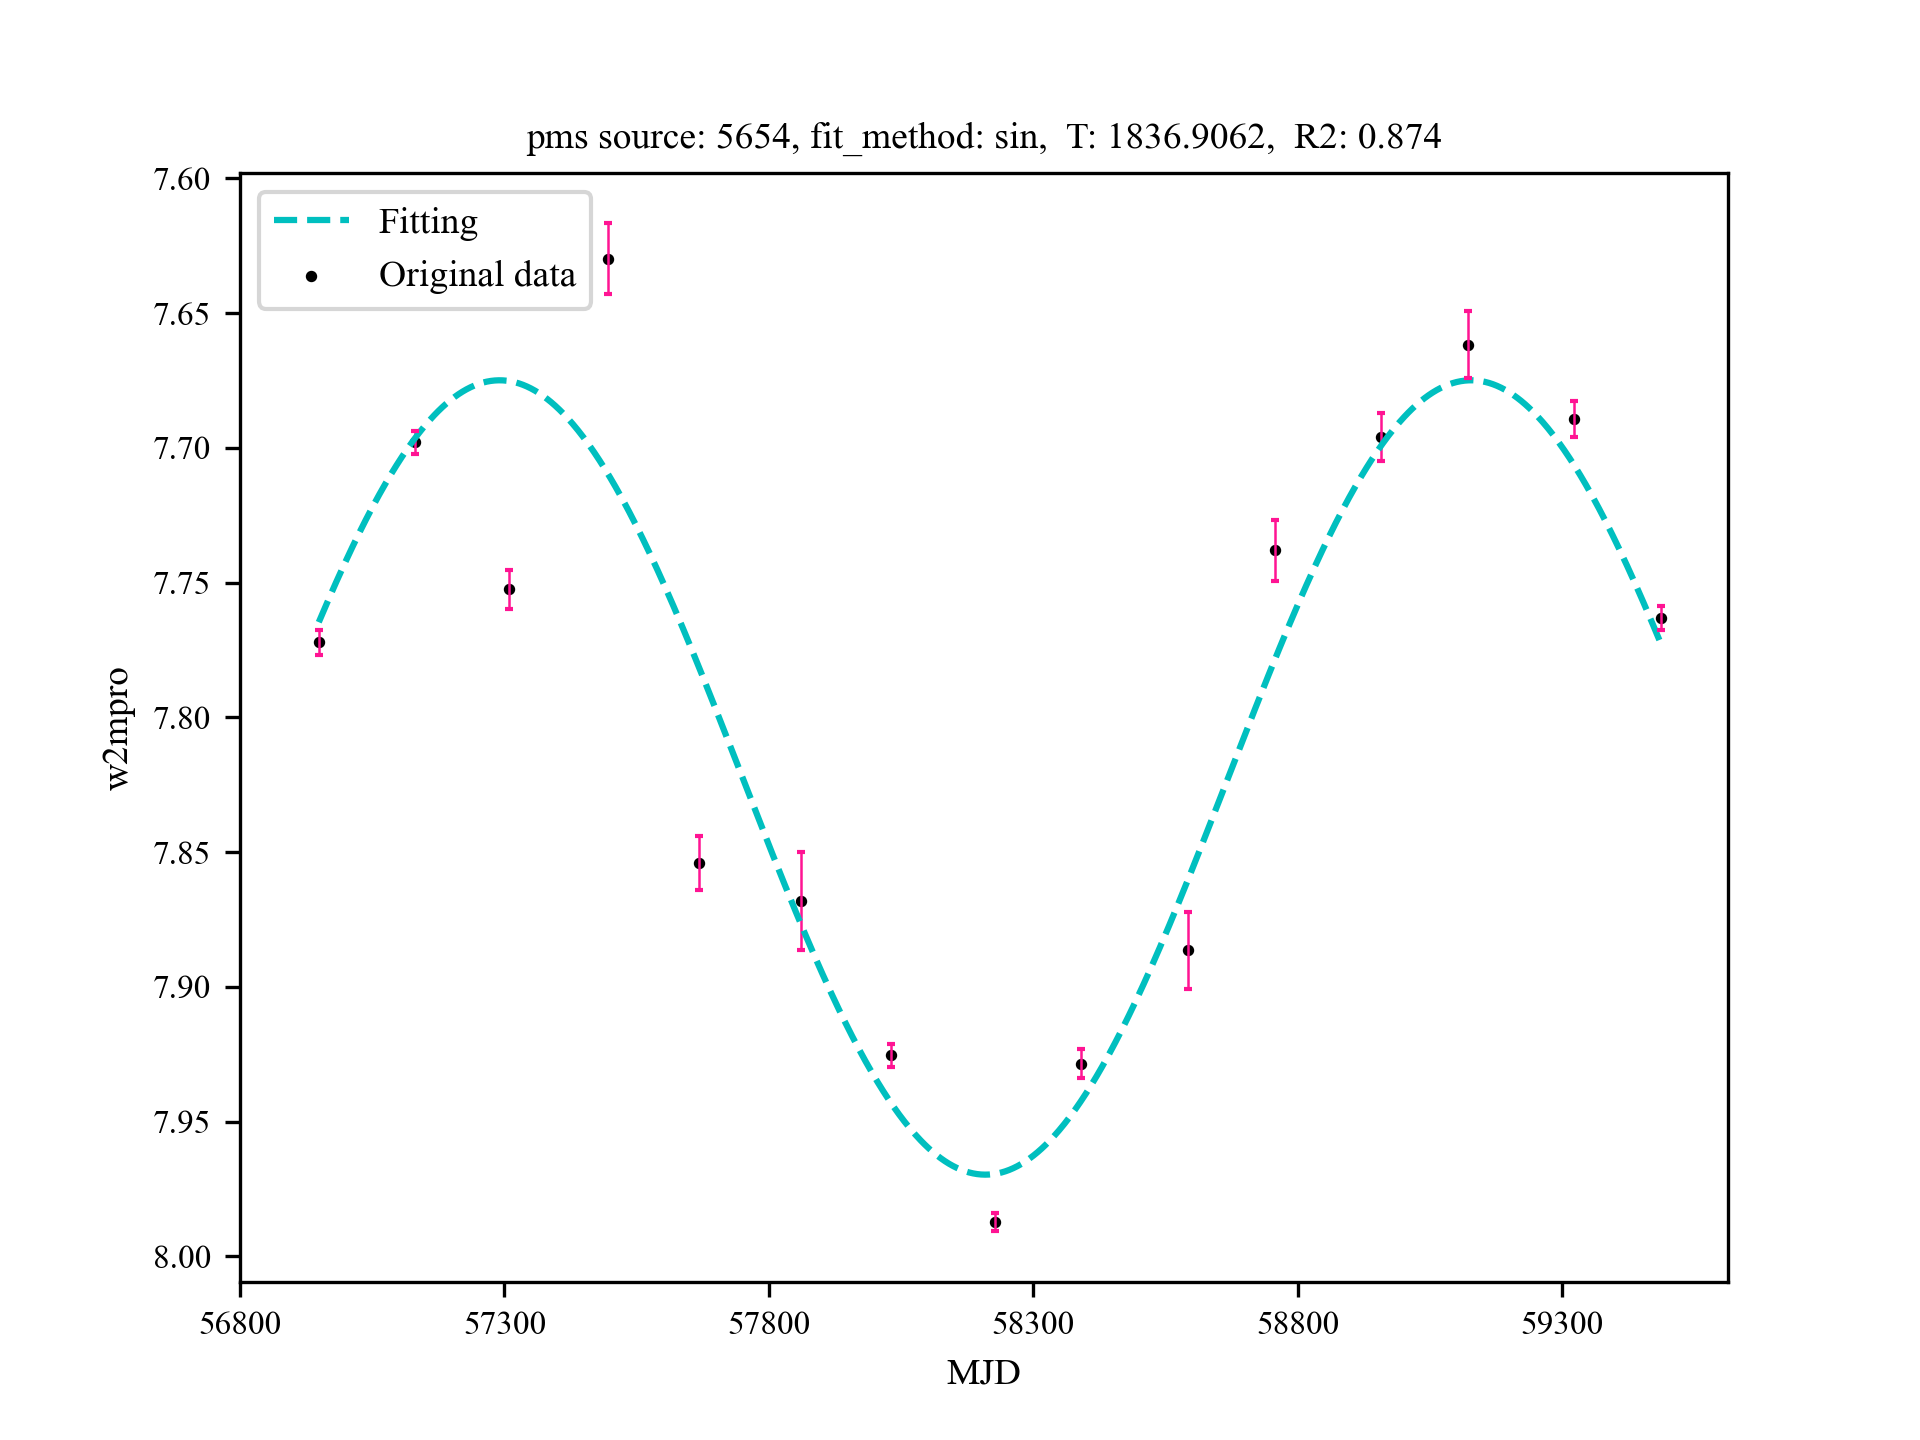 pms source: 5654, fit_method: sin,  T: 1836.9062,  R2: 0.874
7.60
Fitting
Original data
7.65
7.70
7.75
w2mpro
7.80
7.85
7.90
7.95
8.00
56800 57300 57800 58300 58800 59300
MJD